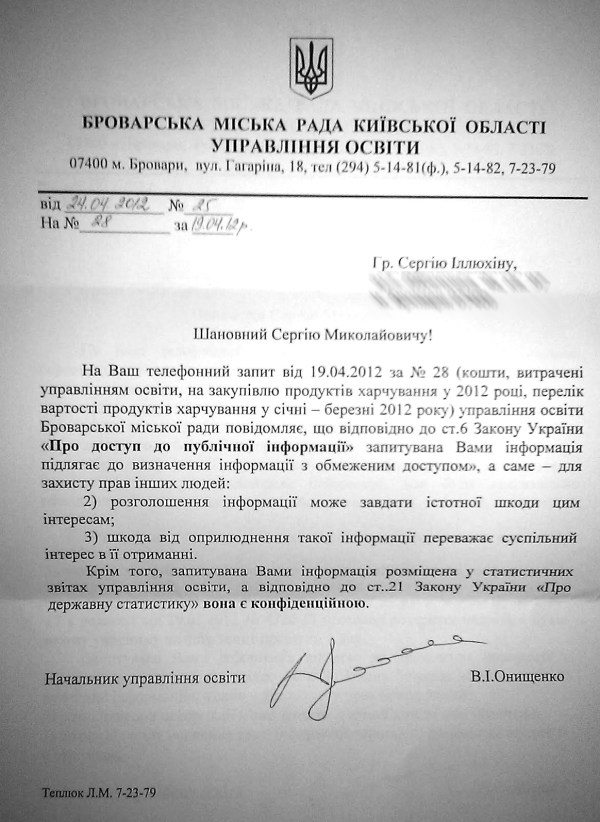 БРОВАРСЬКА МІСЬКА РАДА КИЇВСЬКОЇ ОБЛАСТІ
УПРАВЛІННЯ ОСВІТИ
07400 м. Бровари, вул. Гагаріна, 18, тел (294) 5-14-81(ф.), 5-14-82, 7-23-79
від 24.04 2012 № 25
На № 28 за 19.04.12р.
Гр. Сергію Іллюхіну,
Шановний Сергію Миколайовичу!
На Ваш телефонний запит від 19.04.2012 за № 28 (кошти, витрачені
управлінням освіти, на закупівлю продуктів харчування у 2012 році, перелік
вартості продуктів харчування у січні – березні 2012 року) управління освіти
Броварської міської ради повідомляє, що відповідно до ст.6 Закону України
«Про доступ до публічної інформації» запитувана Вами інформація
підлягає до визначення інформації з обмеженим доступом», а саме – для
захисту прав інших людей:
2) розголошення інформації може завдати істотної шкоди цим
інтересам;
3) шкода від оприлюднення такої інформації переважає суспільний
інтерес в її отриманні.
Крім того, запитувана Вами інформація розміщена у статистичних
звітах управління освіти, а відповідно до ст..21 Закону України «Про
державну статистику» вона є конфіденційною.
Начальник управління освіти В.І.Онищенко
Теплюк Л.М. 7-23-79